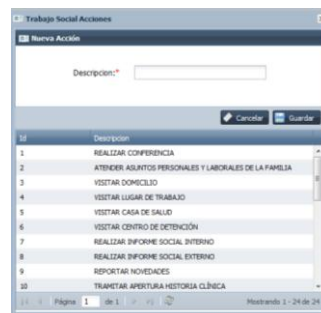 Trabajo Social Acciones
Nueva Acción
Descripcion:*
Cancelar Guardar
Id Descripcion
1 REALIZAR CONFERENCIA
2 ATENDER ASUNTOS PERSONALES Y LABORALES DE LA FAMILIA
3 VISITAR DOMICILIO
4 VISITAR LUGAR DE TRABAJO
5 VISITAR CASA DE SALUD
6 VISITAR CENTRO DE DETENCIÓN
7 REALIZAR INFORME SOCIAL INTERNO
8 REALIZAR INFORME SOCIAL EXTERNO
9 REPORTAR NOVEDADES
10 TRAMITAR APERTURA HISTORIA CLÍNICA
Página 1 de 1 Mostrando 1 - 24 de 24